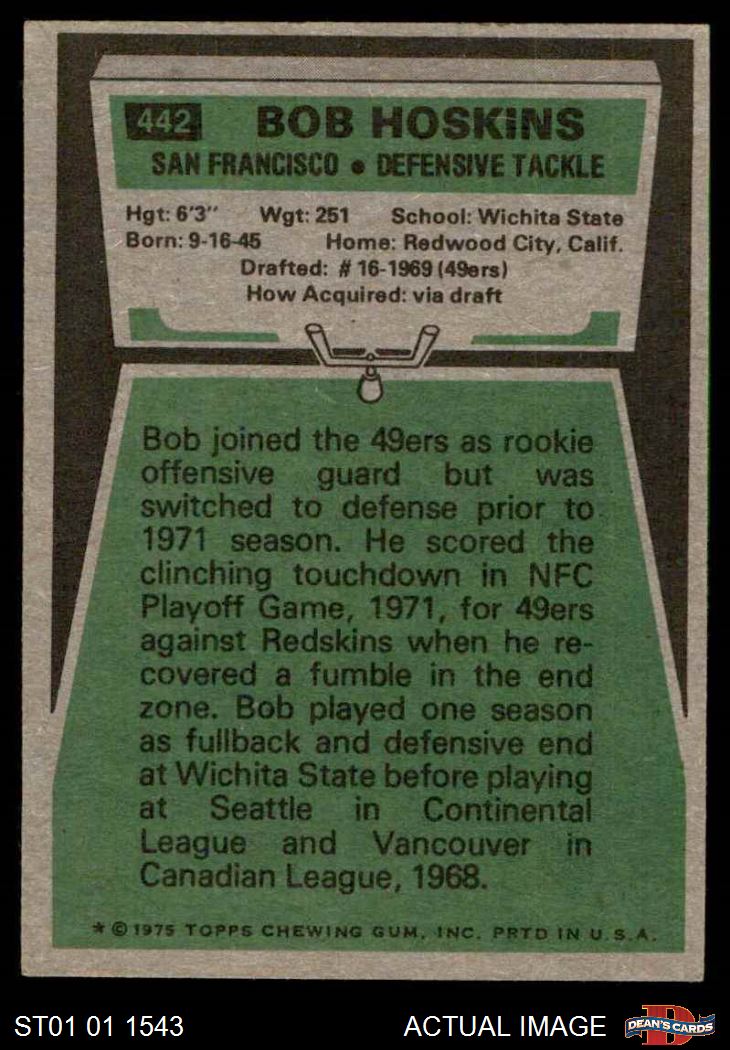 442 BOB HOSKINS
SAN FRANCISCO • DEFENSIVE TACKLE
Hgt: 6'3" Wgt: 251 School: Wichita State
Born: 9-16-45 Home: Redwood City, Calif.
Drafted: # 16-1969 (49ers)
How Acquired: via draft
Bob joined the 49ers as rookie
offensive guard but was
switched to defense prior to
1971 season. He scored the
clinching touchdown in NFC
Playoff Game, 1971, for 49ers
against Redskins when he re-
covered a fumble in the end
zone. Bob played one season
as fullback and defensive end
at Wichita State before playing
at Seattle in Continental
League and Vancouver in
Canadian League, 1968.
* © 1975 TOPPS CHEWING GUM, INC. PRTD IN U.S.A.
ST01 01 1543 ACTUAL IMAGE D DEAN'S CARDS